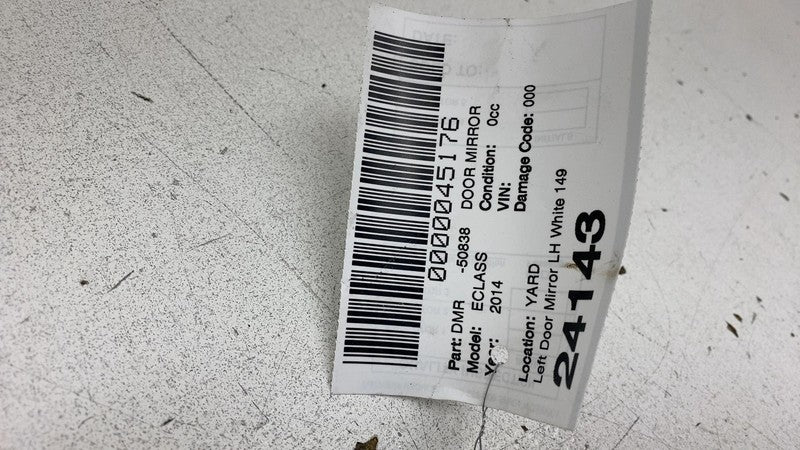 0000045176
Part: DMR -50838 DOOR MIRROR
Model: ECLASS Condition: 0cc
Year: 2014 VIN:
Damage Code: 000
Location: YARD
Left Door Mirror LH White 149
24143